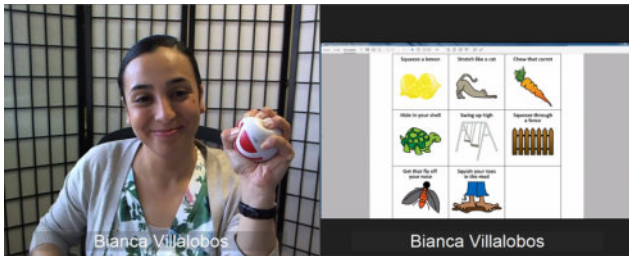 Squeeze a lemon
Stretch like a cat
Chew that carrot
Hide in your shell
Swing up high
Squeeze through
a fence
Get that fly off
your nose
Squish your toes
in the mud
Bianca Villalobos
Bianca Villalobos